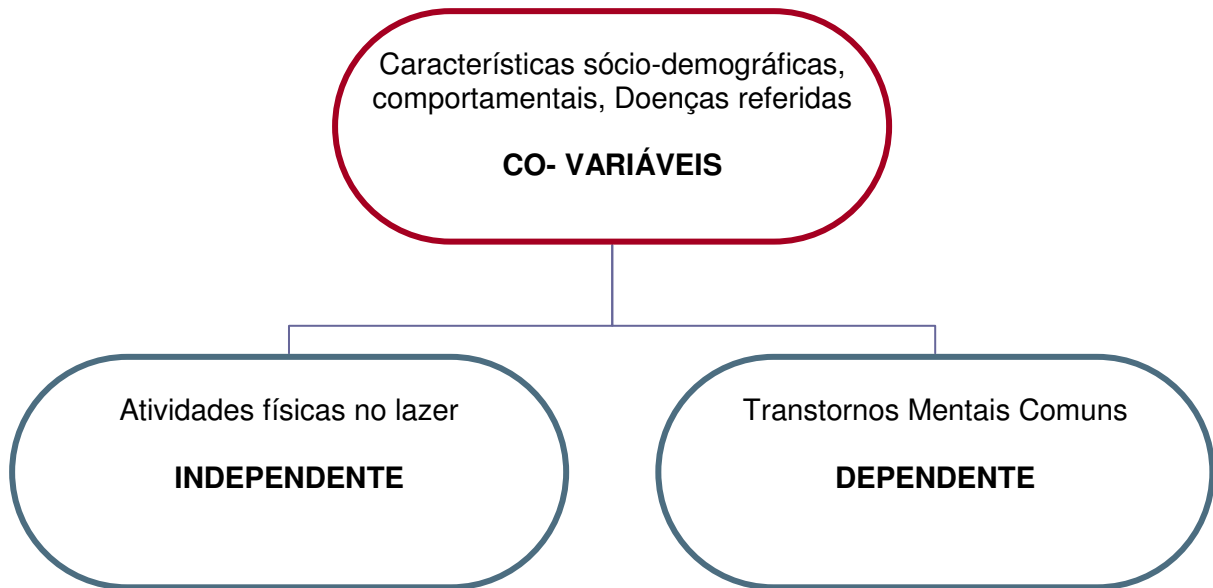 Características sócio-demográficas,
comportamentais, Doenças referidas
CO- VARIÁVEIS
Atividades físicas no lazer
INDEPENDENTE
Transtornos Mentais Comuns
DEPENDENTE